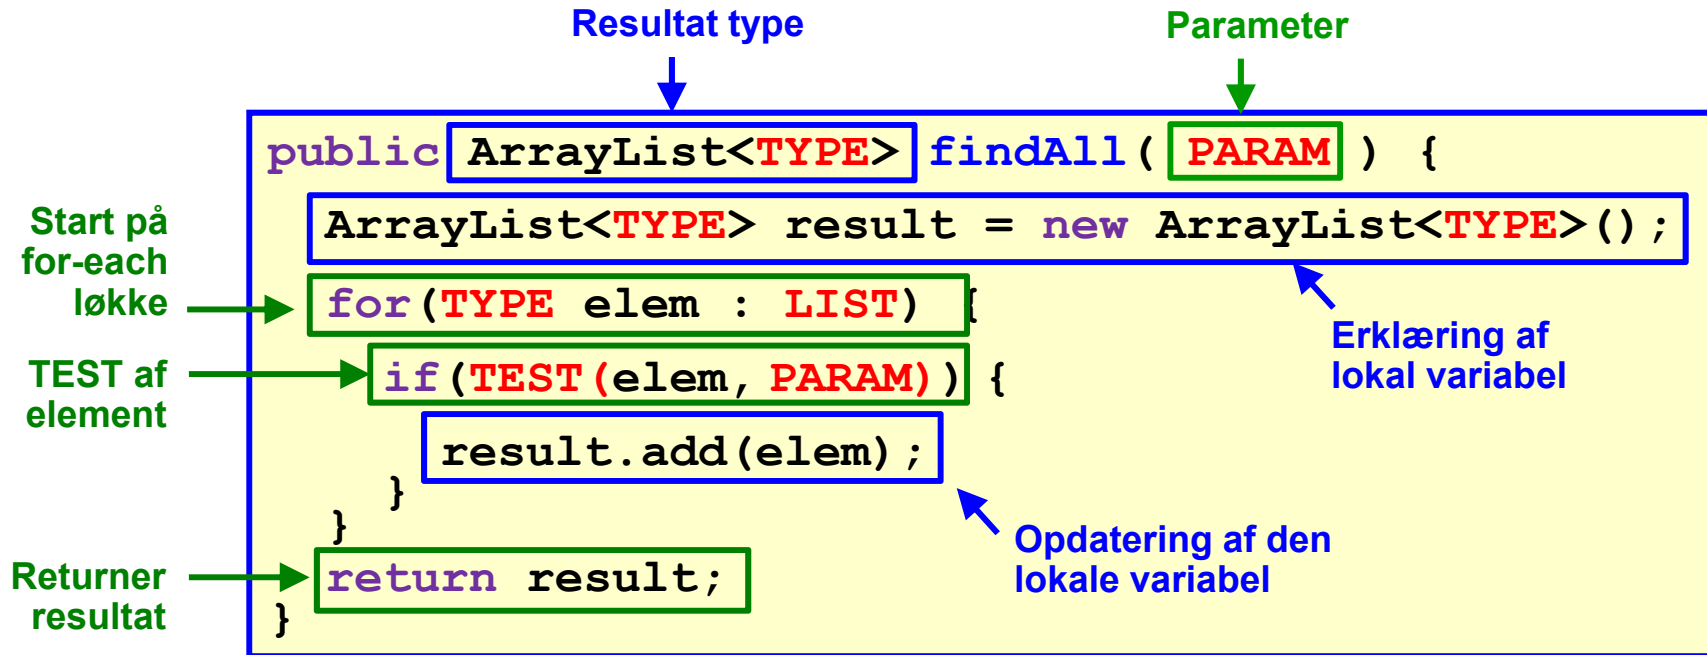 Resultat type
Parameter
public ArrayList<TYPE> findAll( PARAM ) {
ArrayList<TYPE> result = new ArrayList<TYPE>();
Start på
for-each
løkke
for(TYPE elem : LIST) {
Erklæring af
lokal variabel
TEST af
element
if(TEST(elem, PARAM)) {
result.add(elem);
}
Opdatering af den
lokale variabel
}
Returner
resultat
return result;
}